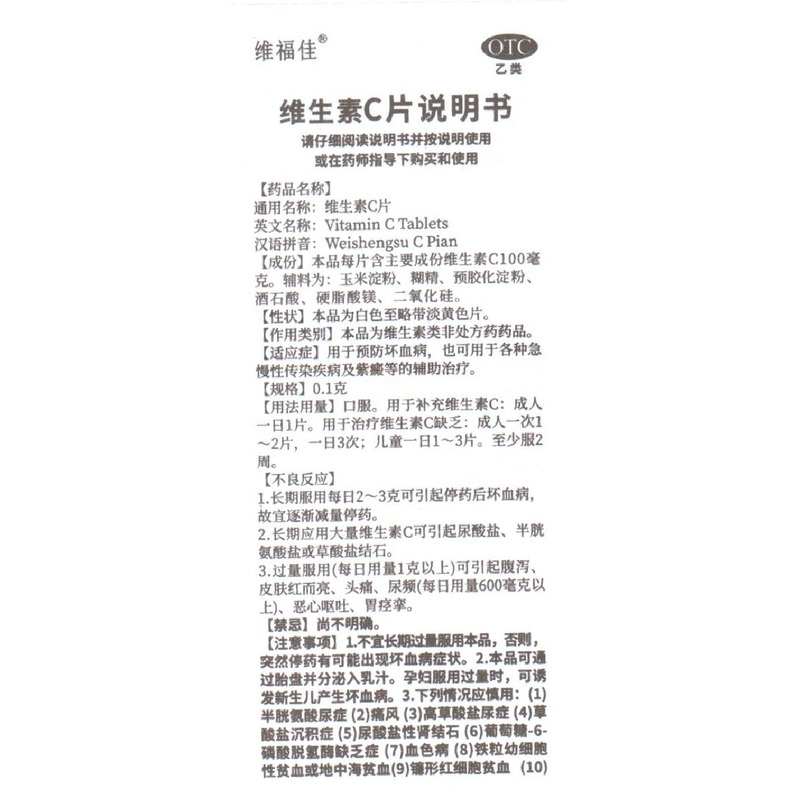 维福佳®
OTC
乙类
维生素C片说明书
请仔细阅读说明书并按说明使用
或在药师指导下购买和使用
【药品名称】
通用名称：维生素C片
英文名称：Vitamin C Tablets
汉语拼音：Weishengsu C Pian
【成份】本品每片含主要成份维生素C100毫
克。辅料为：玉米淀粉、糊精、预胶化淀粉、
酒石酸、硬脂酸镁、二氧化硅。
【性状】本品为白色至略带淡黄色片。
【作用类别】本品为维生素类非处方药药品。
【适应症】用于预防坏血病，也可用于各种急
慢性传染疾病及紫癜等的辅助治疗。
【规格】0.1克
【用法用量】口服。用于补充维生素C：成人
一日1片。用于治疗维生素C缺乏：成人一次1
～2片，一日3次；儿童一日1～3片。至少服2
周。
【不良反应】
1.长期服用每日2～3克可引起停药后坏血病，
故宜逐渐减量停药。
2.长期应用大量维生素C可引起尿酸盐、半胱
氨酸盐或草酸盐结石。
3.过量服用(每日用量1克以上)可引起腹泻、
皮肤红而亮、头痛、尿频(每日用量600毫克以
上)、恶心呕吐、胃痉挛。
【禁忌】尚不明确。
【注意事项】1.不宜长期过量服用本品，否则，
突然停药有可能出现坏血病症状。2.本品可通
过胎盘并分泌入乳汁。孕妇服用过量时，可诱
发新生儿产生坏血病。3.下列情况应慎用：(1)
半胱氨酸尿症 (2)痛风 (3)高草酸盐尿症 (4)草
酸盐沉积症 (5)尿酸盐性肾结石 (6)葡萄糖-6-
磷酸脱氢酶缺乏症 (7)血色病 (8)铁粒幼细胞
性贫血或地中海贫血(9)镰形红细胞贫血 (10)